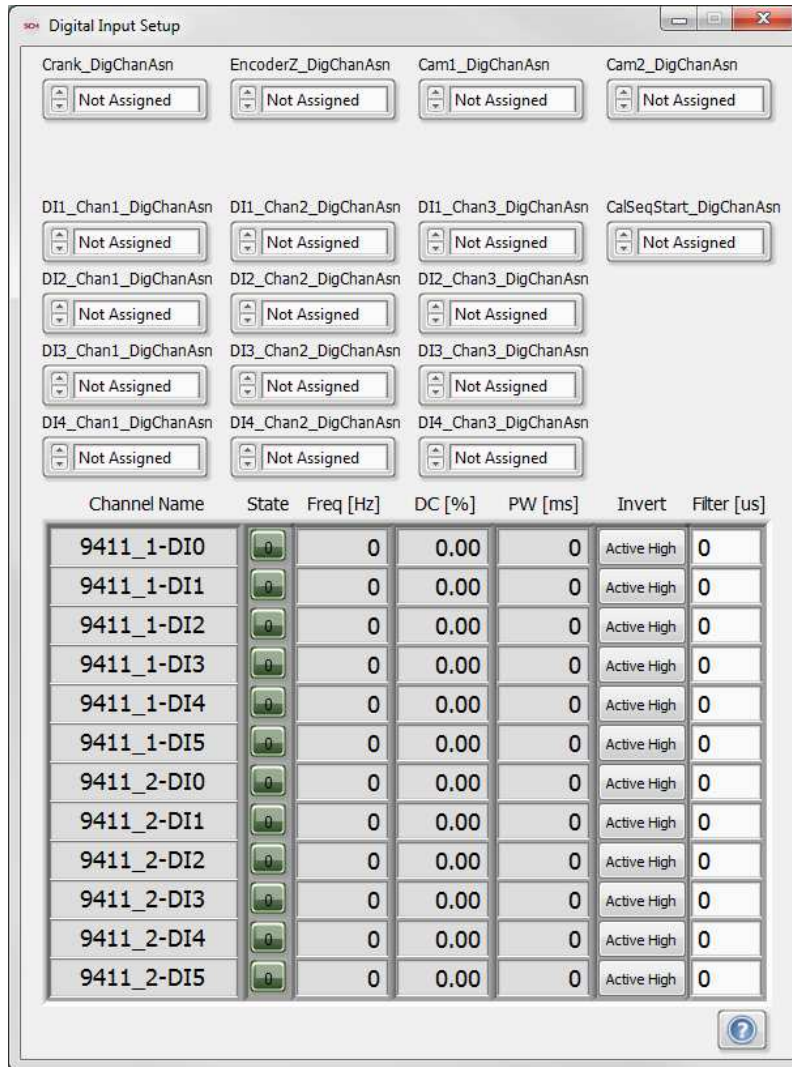 Digital Input Setup
Crank_DigChanAsn EncoderZ_DigChanAsn Cam1_DigChanAsn Cam2_DigChanAsn
Not Assigned Not Assigned Not Assigned Not Assigned
DI1_Chan1_DigChanAsn DI1_Chan2_DigChanAsn DI1_Chan3_DigChanAsn CalSeqStart_DigChanAsn
Not Assigned Not Assigned Not Assigned Not Assigned
DI2_Chan1_DigChanAsn DI2_Chan2_DigChanAsn DI2_Chan3_DigChanAsn
Not Assigned Not Assigned Not Assigned
DI3_Chan1_DigChanAsn DI3_Chan2_DigChanAsn DI3_Chan3_DigChanAsn
Not Assigned Not Assigned Not Assigned
DI4_Chan1_DigChanAsn DI4_Chan2_DigChanAsn DI4_Chan3_DigChanAsn
Not Assigned Not Assigned Not Assigned
Channel Name State Freq [Hz] DC [%] PW [ms] Invert Filter [us]
9411_1-DI0 0 0 0.00 0 Active High 0
9411_1-DI1 0 0 0.00 0 Active High 0
9411_1-DI2 0 0 0.00 0 Active High 0
9411_1-DI3 0 0 0.00 0 Active High 0
9411_1-DI4 0 0 0.00 0 Active High 0
9411_1-DI5 0 0 0.00 0 Active High 0
9411_2-DI0 0 0 0.00 0 Active High 0
9411_2-DI1 0 0 0.00 0 Active High 0
9411_2-DI2 0 0 0.00 0 Active High 0
9411_2-DI3 0 0 0.00 0 Active High 0
9411_2-DI4 0 0 0.00 0 Active High 0
9411_2-DI5 0 0 0.00 0 Active High 0
?